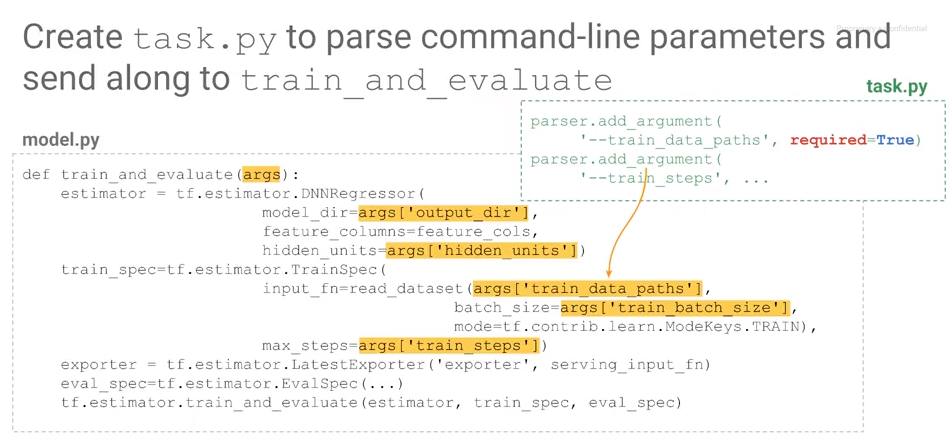 Create task.py to parse command-line parameters and
send along to train_and_evaluate
task.py
parser.add_argument(
'--train_data_paths', required=True)
parser.add_argument(
'--train_steps', ...
model.py
def train_and_evaluate(args):
estimator = tf.estimator.DNNRegressor(
model_dir=args['output_dir'],
feature_columns=feature_cols,
hidden_units=args['hidden_units'])
train_spec=tf.estimator.TrainSpec(
input_fn=read_dataset(args['train_data_paths'],
batch_size=args['train_batch_size'],
mode=tf.contrib.learn.ModeKeys.TRAIN),
max_steps=args['train_steps'])
exporter = tf.estimator.LatestExporter('exporter', serving_input_fn)
eval_spec=tf.estimator.EvalSpec(...)
tf.estimator.train_and_evaluate(estimator, train_spec, eval_spec)